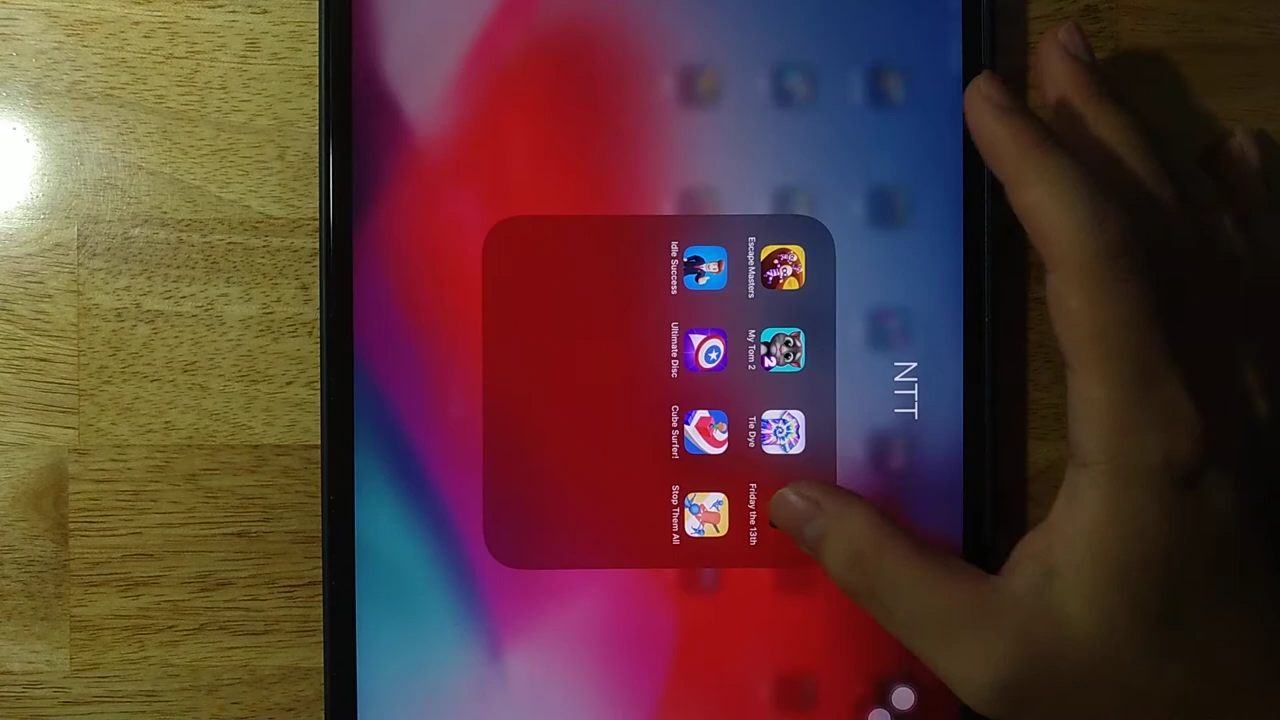 NTT
Escape Masters
My Tom 2
Tie Dye
Friday the 13th
Idle Success
Ultimate Disc
Cube Surfer!
Stop Them All